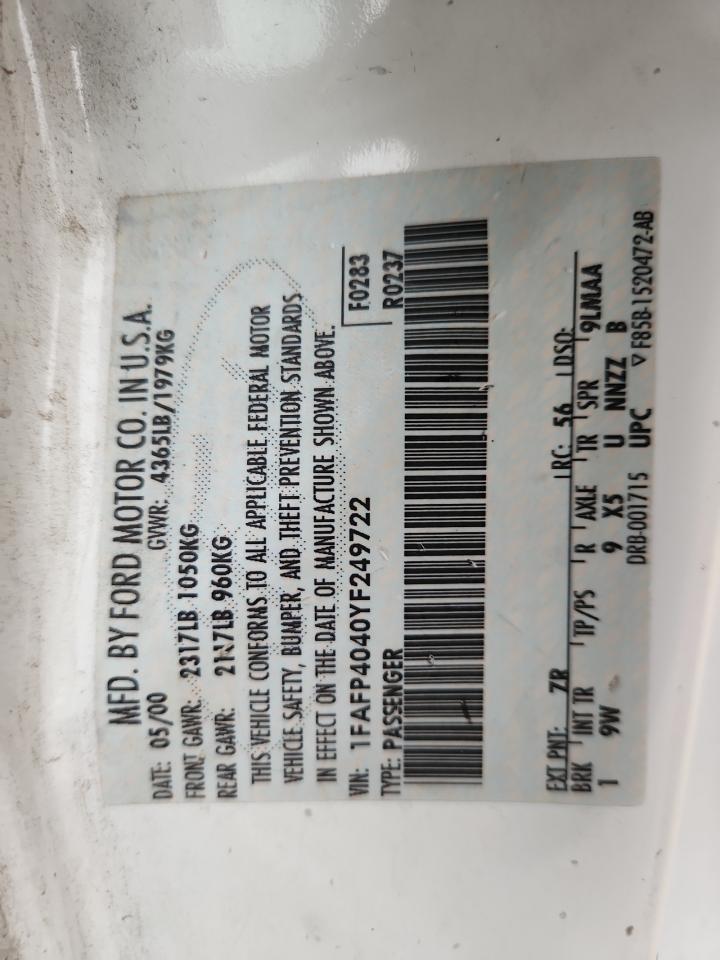 MFD. BY FORD MOTOR CO. IN U.S.A.
DATE: 05/00 GVWR: 4365LB/1979KG
FRONT GAWR: 2317LB 1050KG
REAR GAWR: 2117LB 960KG
THIS VEHICLE CONFORMS TO ALL APPLICABLE FEDERAL MOTOR
VEHICLE SAFETY, BUMPER, AND THEFT PREVENTION STANDARDS
IN EFFECT ON THE DATE OF MANUFACTURE SHOWN ABOVE.
VIN: 1FAFP4040YF249722 F0283
TYPE: PASSENGER R0237
EXT PNT: ZR RC: 56 DSO:
BRK INT TR TP/PS R AXLE TR SPR
1 9W 9 X5 U NNZZ B 9LMAA
DRB-001715 UPC ▽ F85B-1520472-AB